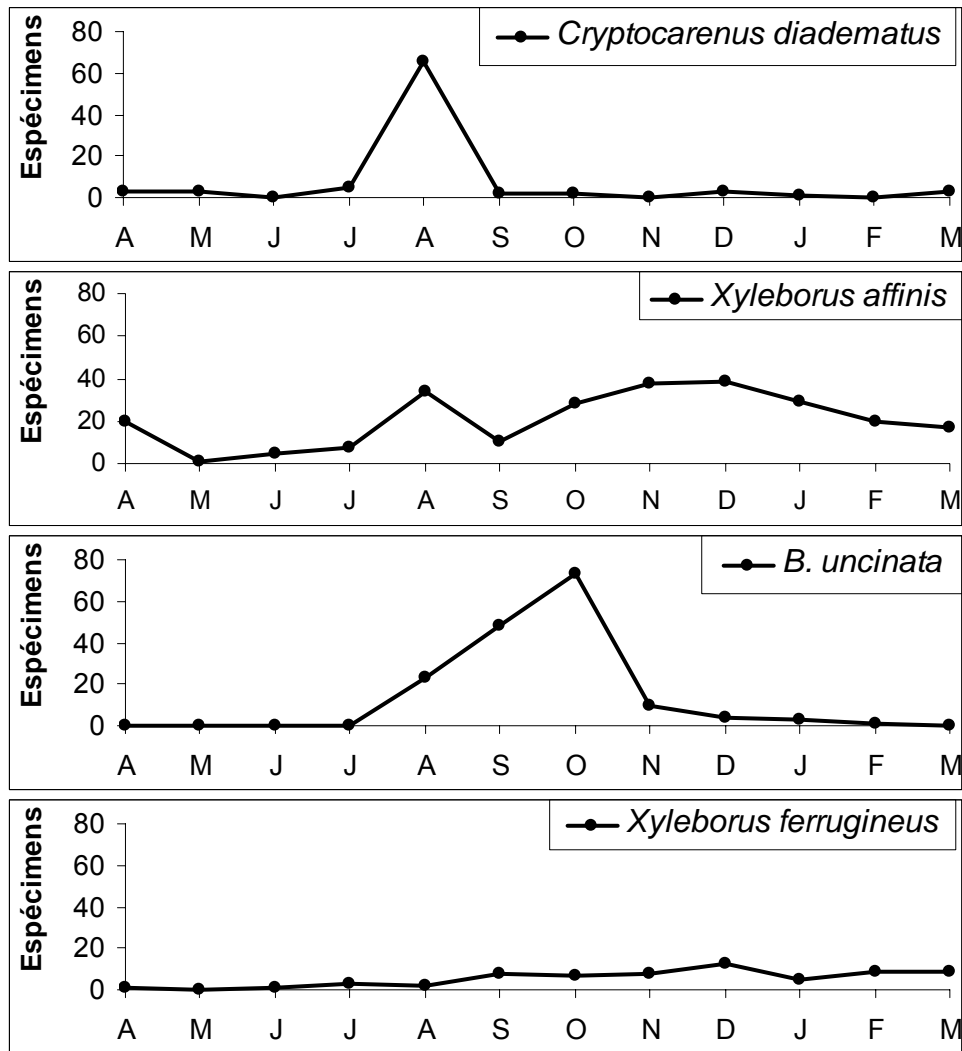 Cryptocarenus diadematus
Espécimens
80
60
40
20
0
A M J J A S O N D J F M
Xyleborus affinis
Espécimens
80
60
40
20
0
A M J J A S O N D J F M
B. uncinata
Espécimens
80
60
40
20
0
A M J J A S O N D J F M
Xyleborus ferrugineus
Espécimens
80
60
40
20
0
A M J J A S O N D J F M